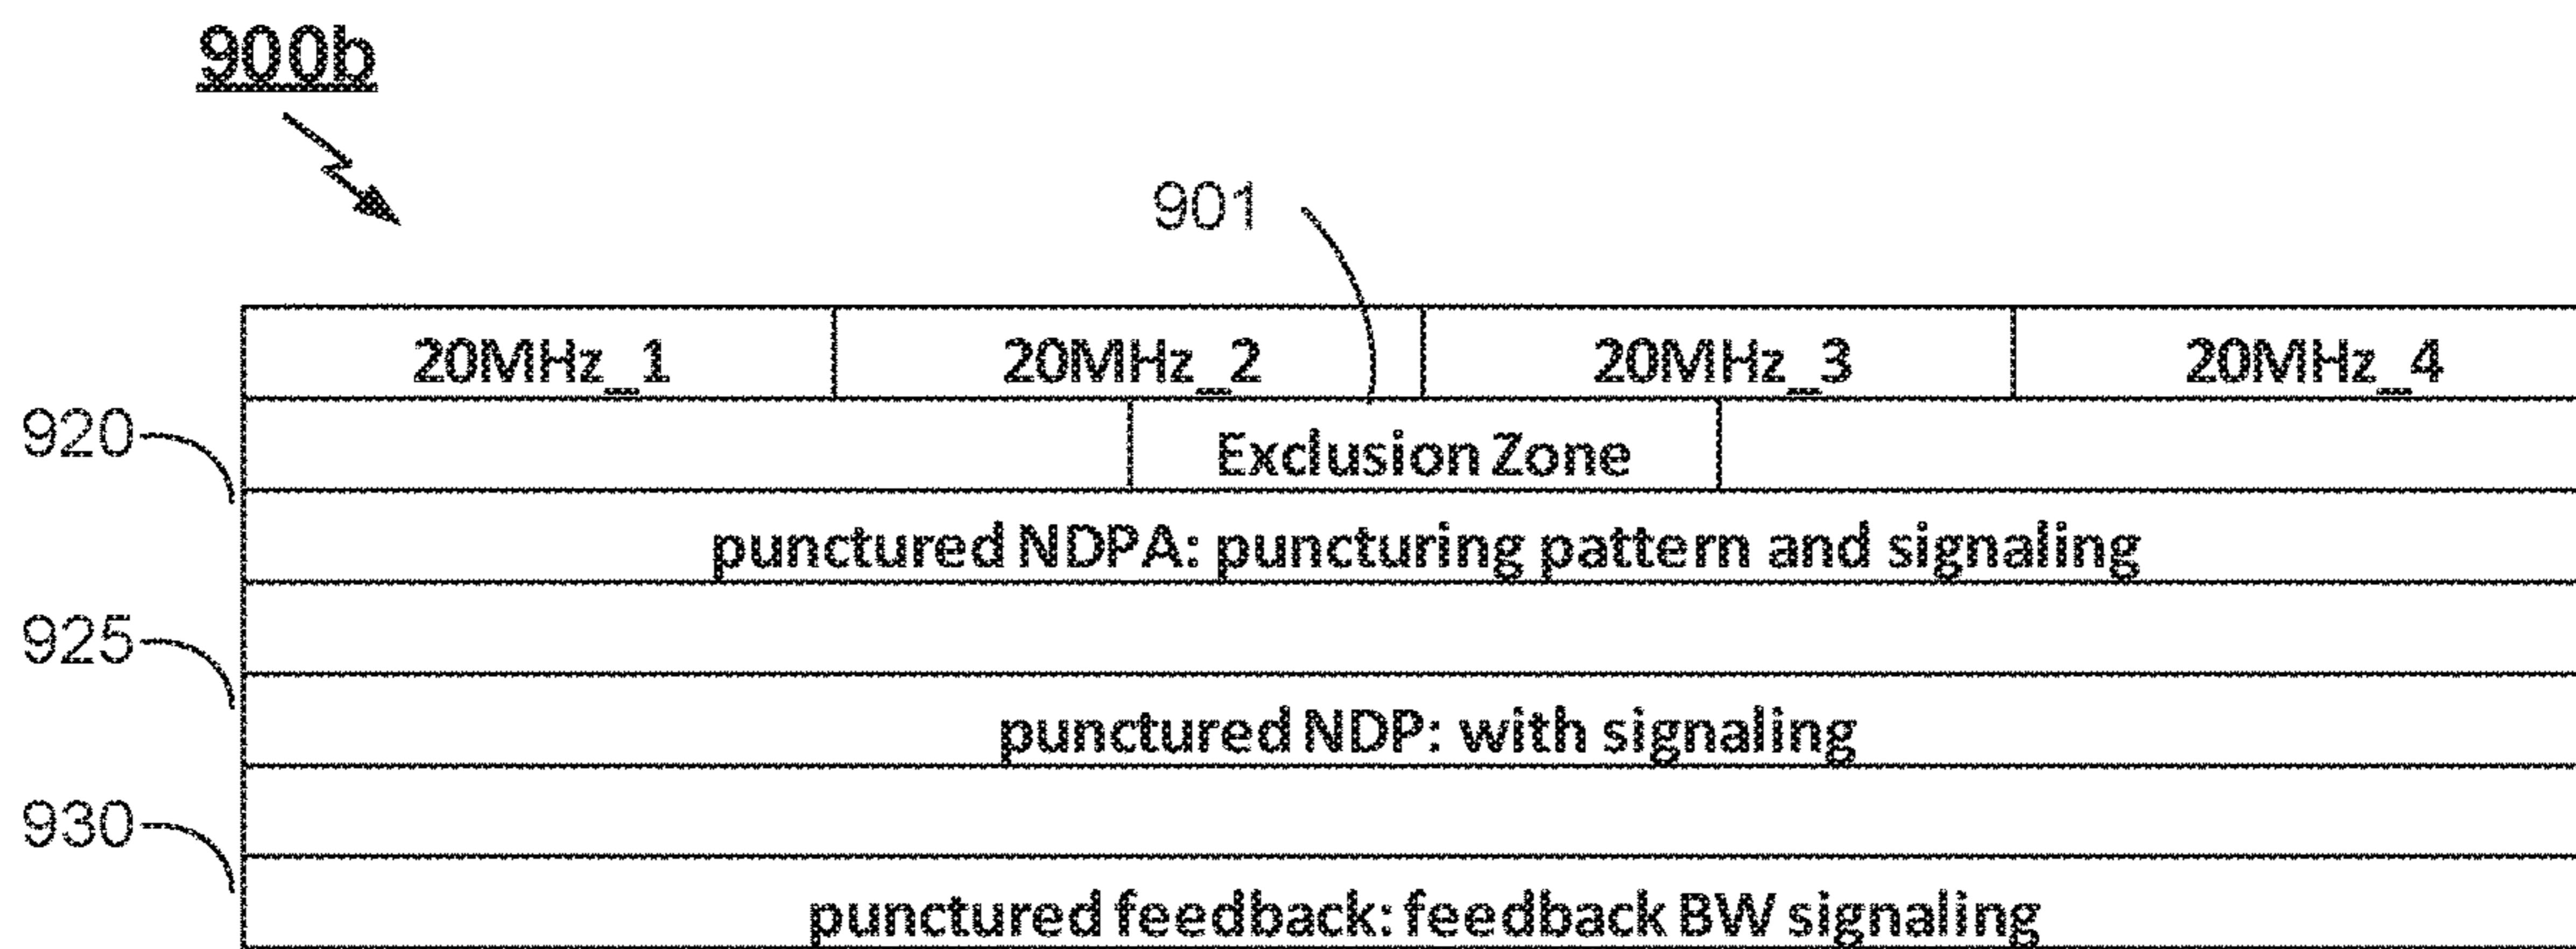 900b
901
20MHz_1 20MHz_2 20MHz_3 20MHz_4
920
Exclusion Zone
punctured NDPA: puncturing pattern and signaling
925
punctured NDP: with signaling
930
punctured feedback: feedback BW signaling